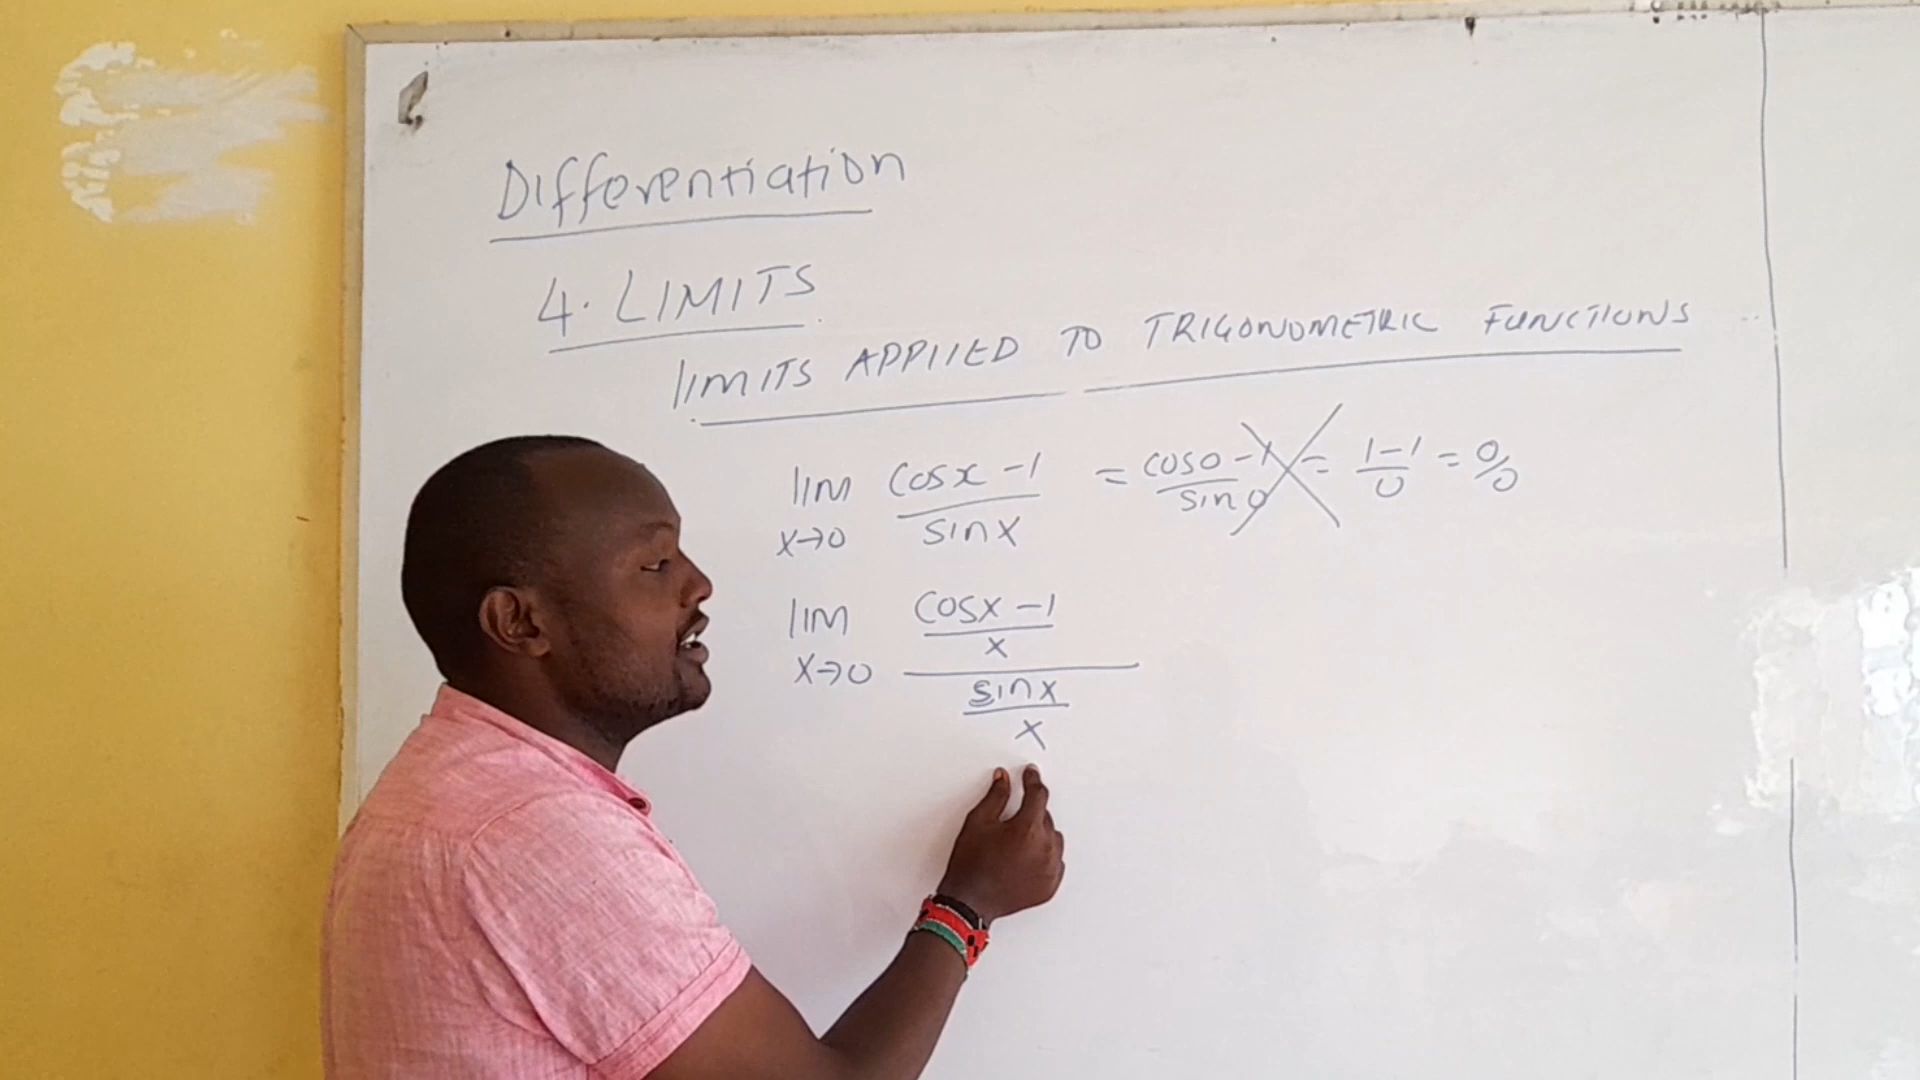 Differentiation
4. LIMITS
LIMITS APPLIED TO TRIGONOMETRIC FUNCTIONS
lim cosx - 1 = cos0 - 1 = 1 - 1 = 0/0
x→0 sinx sin0 0
lim cosx - 1
x
x→0
sinx
x